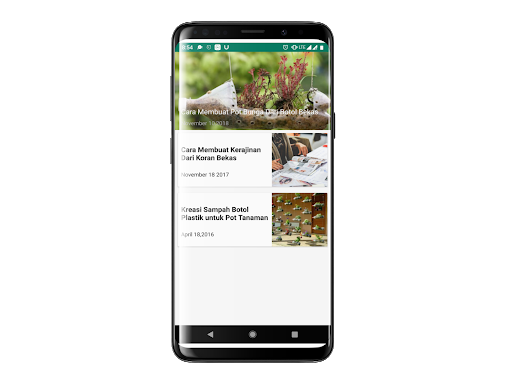 8:54
LTE
Cara Membuat Pot Bunga Dari Botol Bekas
November 18,2018
Cara Membuat Kerajinan
Dari Koran Bekas
November 18 2017
Kreasi Sampah Botol
Plastik untuk Pot Tanaman
April 18,2016